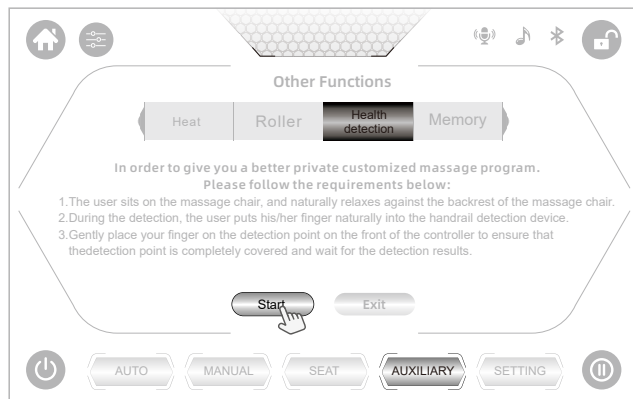 Other Functions
Heat
Roller
Health
detection
Memory
In order to give you a better private customized massage program.
Please follow the requirements below:
1.The user sits on the massage chair, and naturally relaxes against the backrest of the massage chair.
2.During the detection, the user puts his/her finger naturally into the handrail detection device.
3.Gently place your finger on the detection point on the front of the controller to ensure that
thedetection point is completely covered and wait for the detection results.
Start
Exit
AUTO
MANUAL
SEAT
AUXILIARY
SETTING